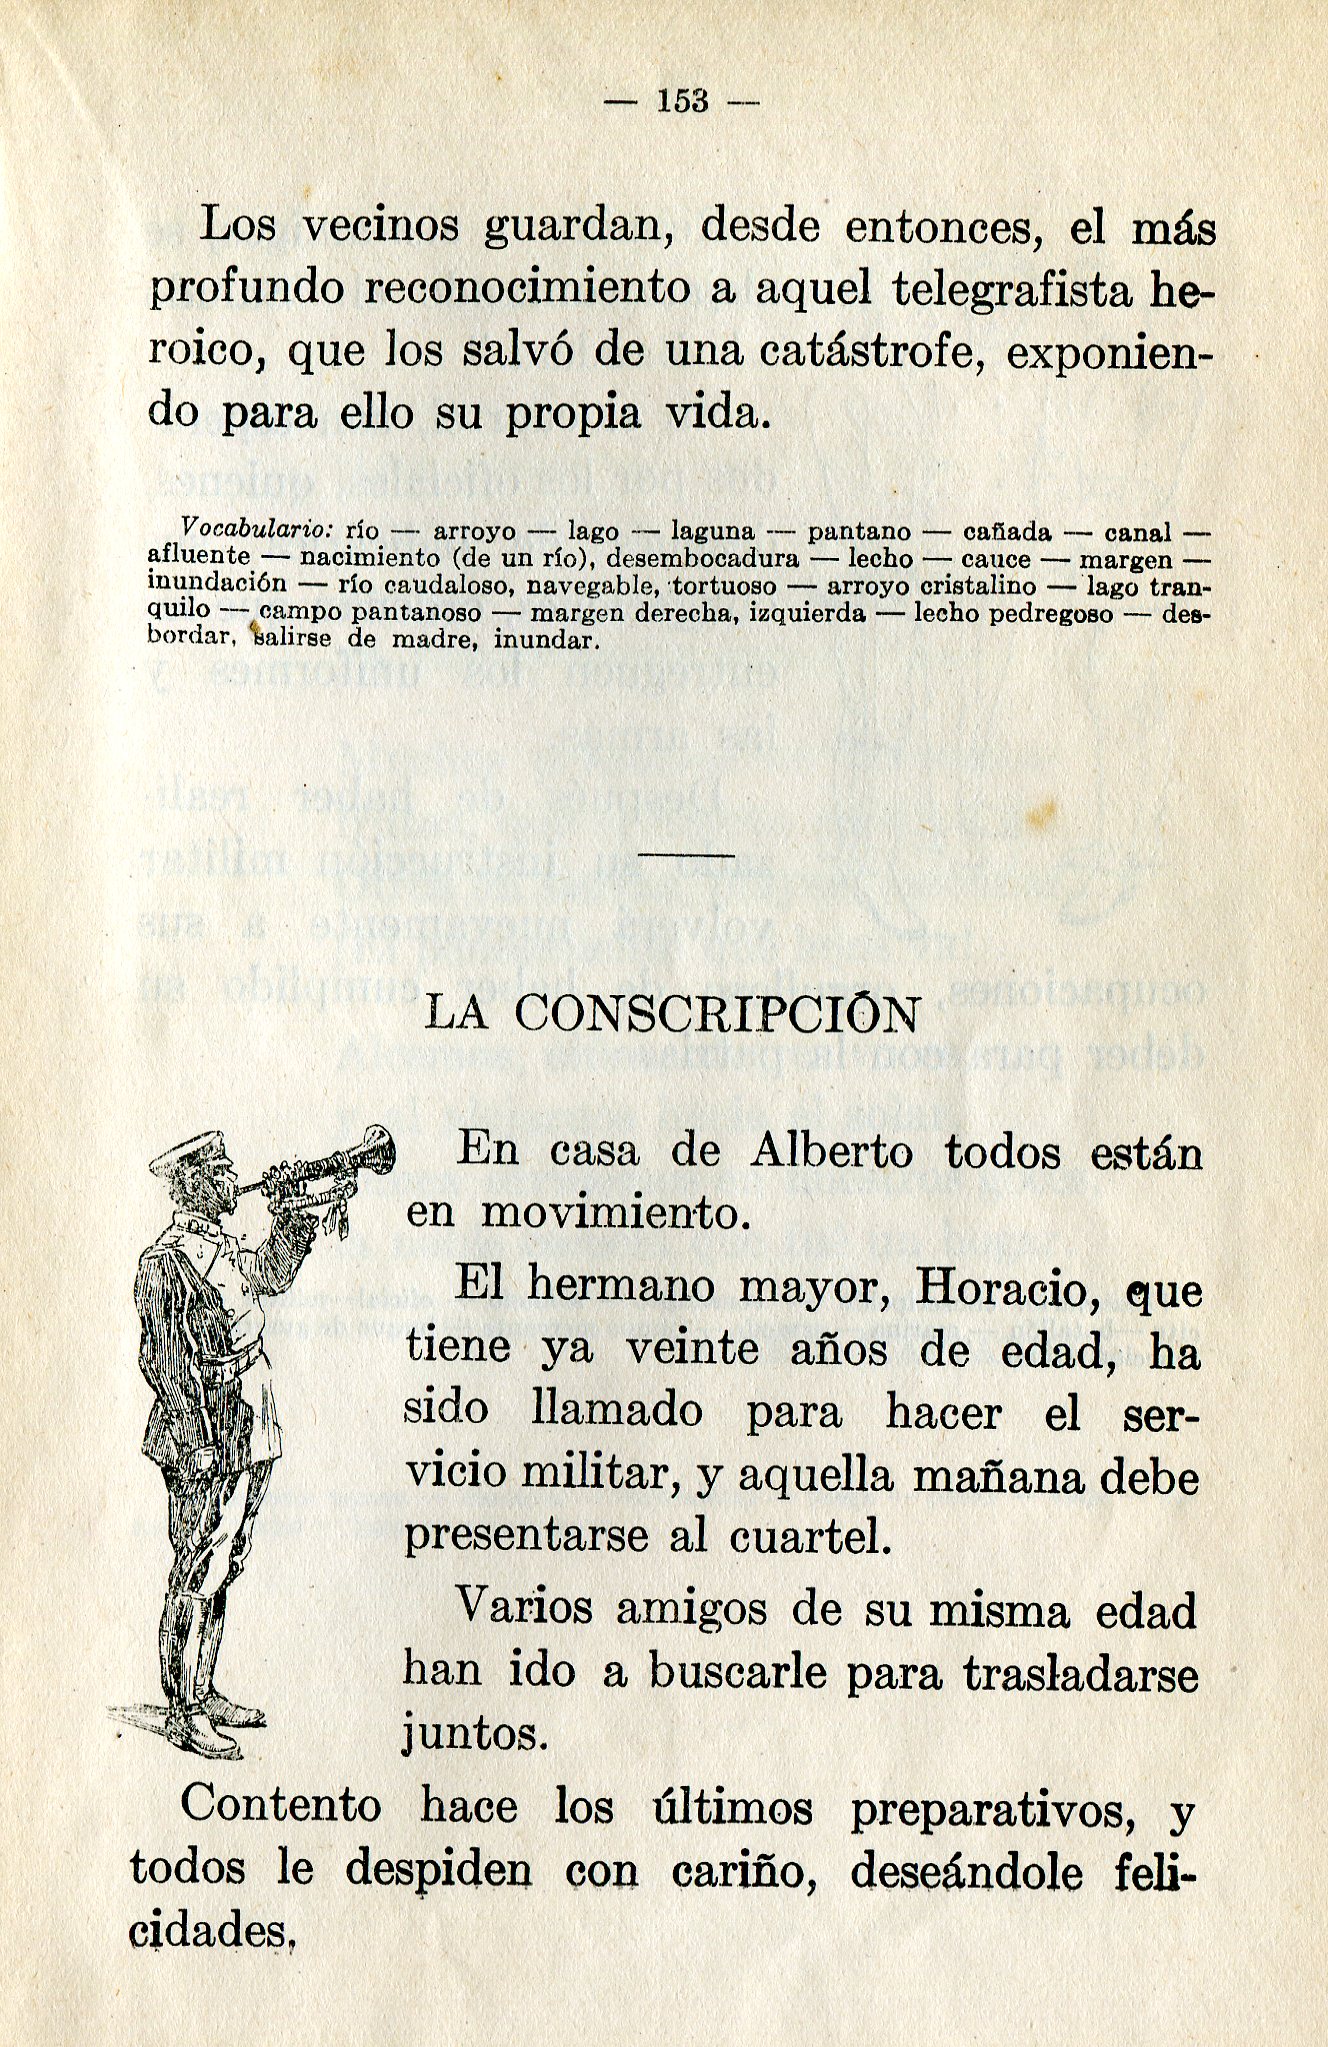 — 153 —
Los vecinos guardan, desde entonces, el más
profundo reconocimiento a aquel telegrafista he-
roico, que los salvó de una catástrofe, exponien-
do para ello su propia vida.
Vocabulario: río — arroyo — lago — laguna — pantano — cañada — canal —
afluente — nacimiento (de un río), desembocadura — lecho — cauce — margen —
inundación — río caudaloso, navegable, tortuoso — arroyo cristalino — lago tran-
quilo — campo pantanoso — margen derecha, izquierda — lecho pedregoso — des-
bordar, salirse de madre, inundar.
LA CONSCRIPCIÓN
En casa de Alberto todos están
en movimiento.
El hermano mayor, Horacio, que
tiene ya veinte años de edad, ha
sido llamado para hacer el ser-
vicio militar, y aquella mañana debe
presentarse al cuartel.
Varios amigos de su misma edad
han ido a buscarle para trasladarse
juntos.
Contento hace los últimos preparativos, y
todos le despiden con cariño, deseándole feli-
cidades.